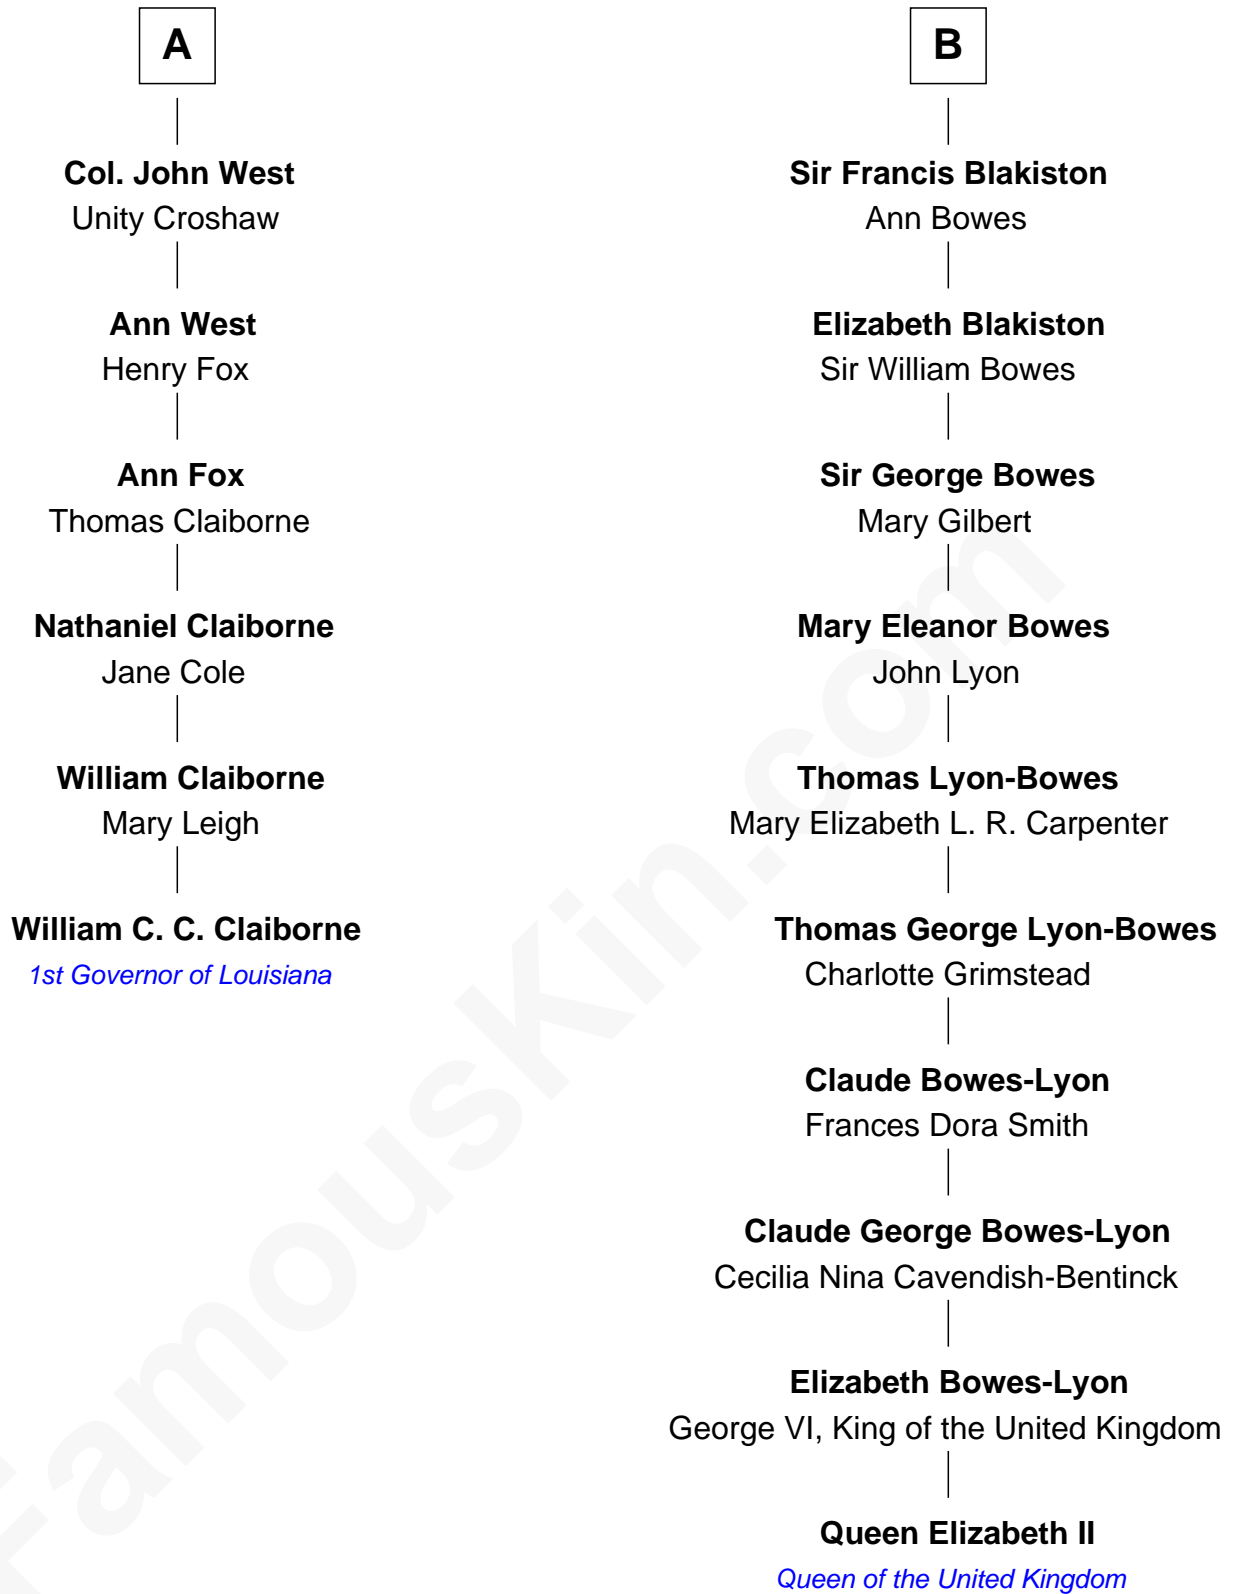 A
Col. John West
Unity Croshaw
Ann West
Henry Fox
Ann Fox
Thomas Claiborne
Nathaniel Claiborne
Jane Cole
William Claiborne
Mary Leigh
William C. C. Claiborne
1st Governor of Louisiana
B
Sir Francis Blakiston
Ann Bowes
Elizabeth Blakiston
Sir William Bowes
Sir George Bowes
Mary Gilbert
Mary Eleanor Bowes
John Lyon
Thomas Lyon-Bowes
Mary Elizabeth L. R. Carpenter
Thomas George Lyon-Bowes
Charlotte Grimstead
Claude Bowes-Lyon
Frances Dora Smith
Claude George Bowes-Lyon
Cecilia Nina Cavendish-Bentinck
Elizabeth Bowes-Lyon
George VI, King of the United Kingdom
Queen Elizabeth II
Queen of the United Kingdom
FamousKin.com